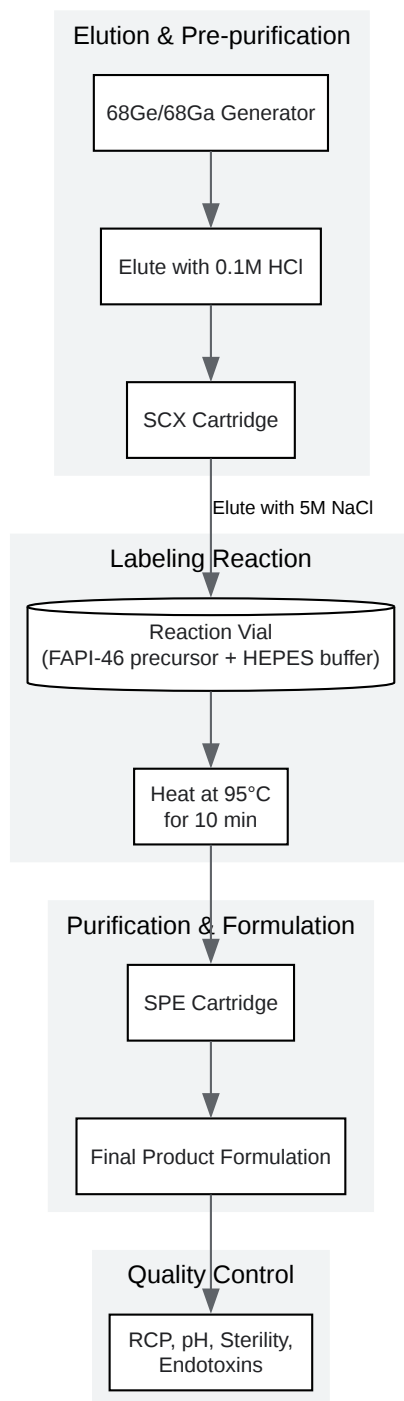 Elution & Pre-purification
68Ge/68Ga Generator
Elute with 0.1M HCl
SCX Cartridge
Elute with 5M NaCl
Labeling Reaction
Reaction Vial
(FAPI-46 precursor + HEPES buffer)
Heat at 95°C
for 10 min
Purification & Formulation
SPE Cartridge
Final Product Formulation
Quality Control
RCP, pH, Sterility,
Endotoxins